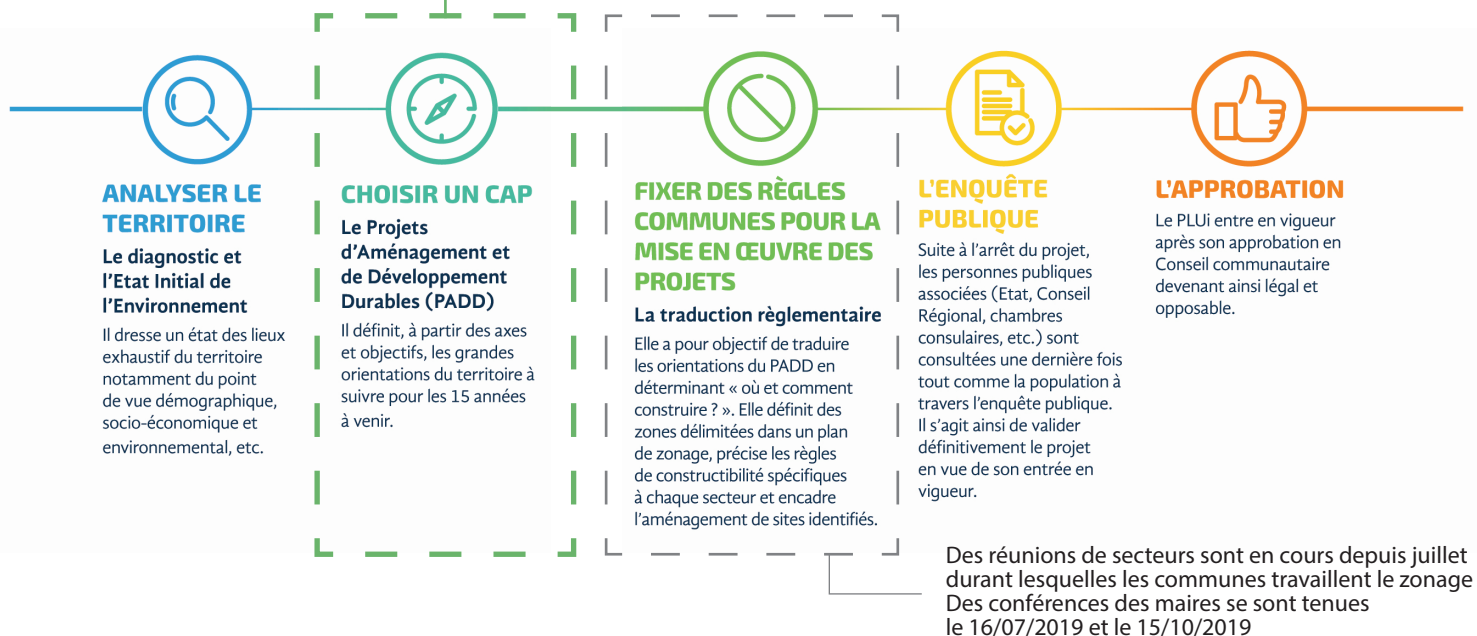 ANALYSER LE
TERRITOIRE
Le diagnostic et
l'Etat Initial de
l'Environnement
Il dresse un état des lieux
exhaustif du territoire
notamment du point
de vue démographique,
socio-économique et
environnemental, etc.
CHOISIR UN CAP
Le Projets
d'Aménagement et
de Développement
Durables (PADD)
Il définit, à partir des axes
et objectifs, les grandes
orientations du territoire à
suivre pour les 15 années
à venir.
FIXER DES RÈGLES
COMMUNES POUR LA
MISE EN ŒUVRE DES
PROJETS
La traduction règlementaire
Elle a pour objectif de traduire
les orientations du PADD en
déterminant « où et comment
construire ? ». Elle définit des
zones délimitées dans un plan
de zonage, précise les règles
de constructibilité spécifiques
à chaque secteur et encadre
l'aménagement de sites identifiés.
L'ENQUÊTE
PUBLIQUE
Suite à l'arrêt du projet,
les personnes publiques
associées (Etat, Conseil
Régional, chambres
consulaires, etc.) sont
consultées une dernière fois
tout comme la population à
travers l'enquête publique.
Il s'agit ainsi de valider
définitivement le projet
en vue de son entrée en
vigueur.
L'APPROBATION
Le PLUi entre en vigueur
après son approbation en
Conseil communautaire
devenant ainsi légal et
opposable.
Des réunions de secteurs sont en cours depuis juillet
durant lesquelles les communes travaillent le zonage
Des conférences des maires se sont tenues
le 16/07/2019 et le 15/10/2019